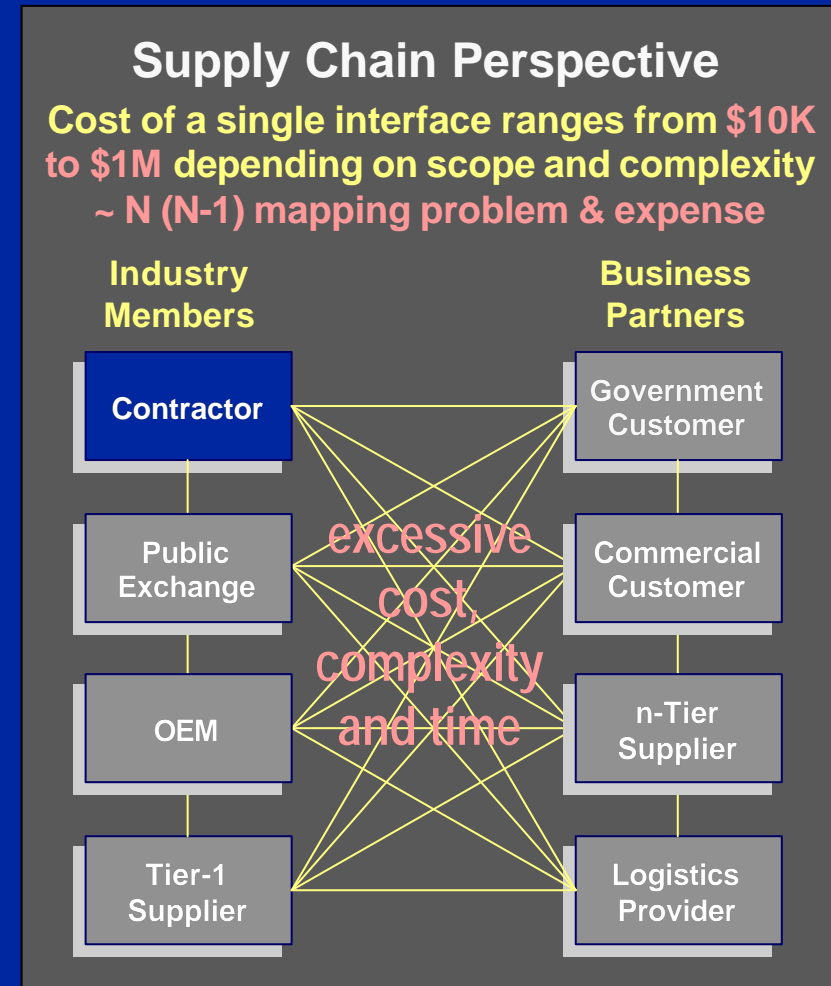 Supply Chain Perspective
Cost of a single interface ranges from $10K
to $1M depending on scope and complexity
~ N (N-1) mapping problem & expense
Industry
Members
Business
Partners
Contractor
Government
Customer
Public
Exchange
excessive
cost,
complexity
and time
Commercial
Customer
OEM
n-Tier
Supplier
Tier-1
Supplier
Logistics
Provider